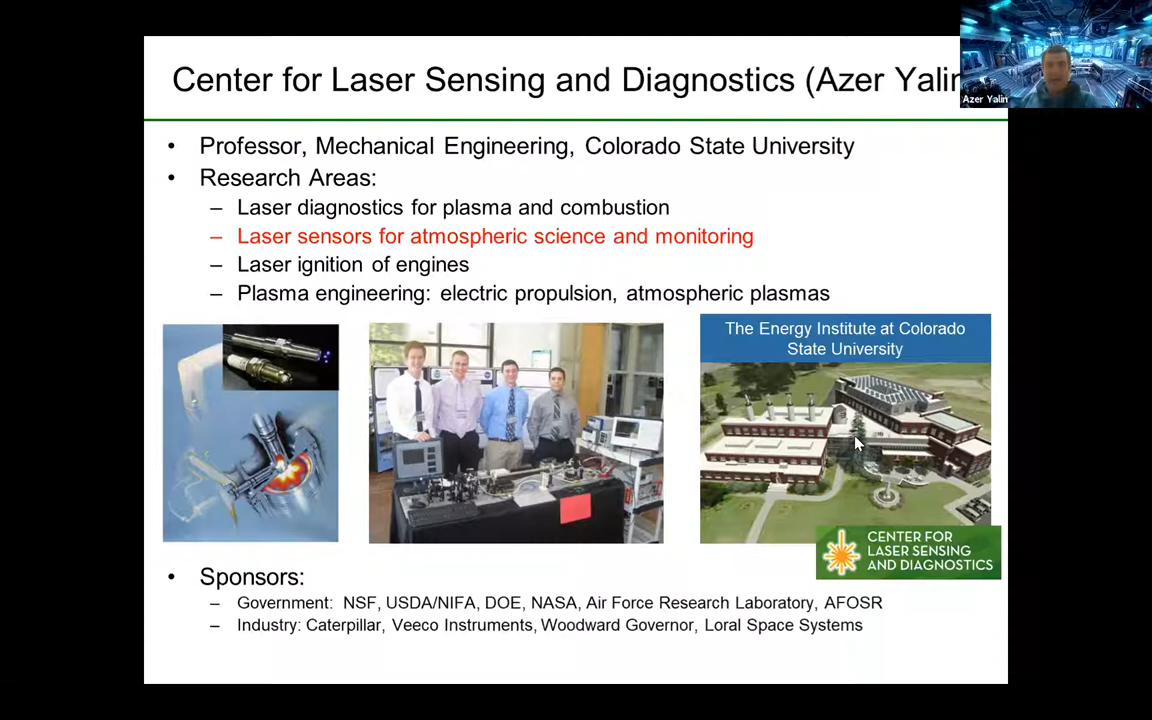 Center for Laser Sensing and Diagnostics (Azer Yalin
Azer Yalin
• Professor, Mechanical Engineering, Colorado State University
• Research Areas:
– Laser diagnostics for plasma and combustion
– Laser sensors for atmospheric science and monitoring
– Laser ignition of engines
– Plasma engineering: electric propulsion, atmospheric plasmas
The Energy Institute at Colorado
State University
CENTER FOR
LASER SENSING
AND DIAGNOSTICS
• Sponsors:
– Government: NSF, USDA/NIFA, DOE, NASA, Air Force Research Laboratory, AFOSR
– Industry: Caterpillar, Veeco Instruments, Woodward Governor, Loral Space Systems